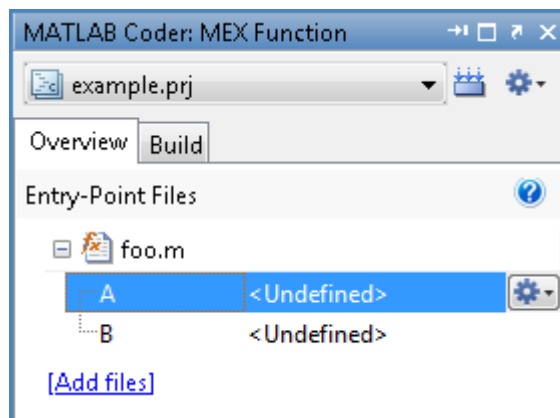 MATLAB Coder: MEX Function
example.prj
Overview Build
Entry-Point Files
foo.m
A <Undefined>
B <Undefined>
[Add files]